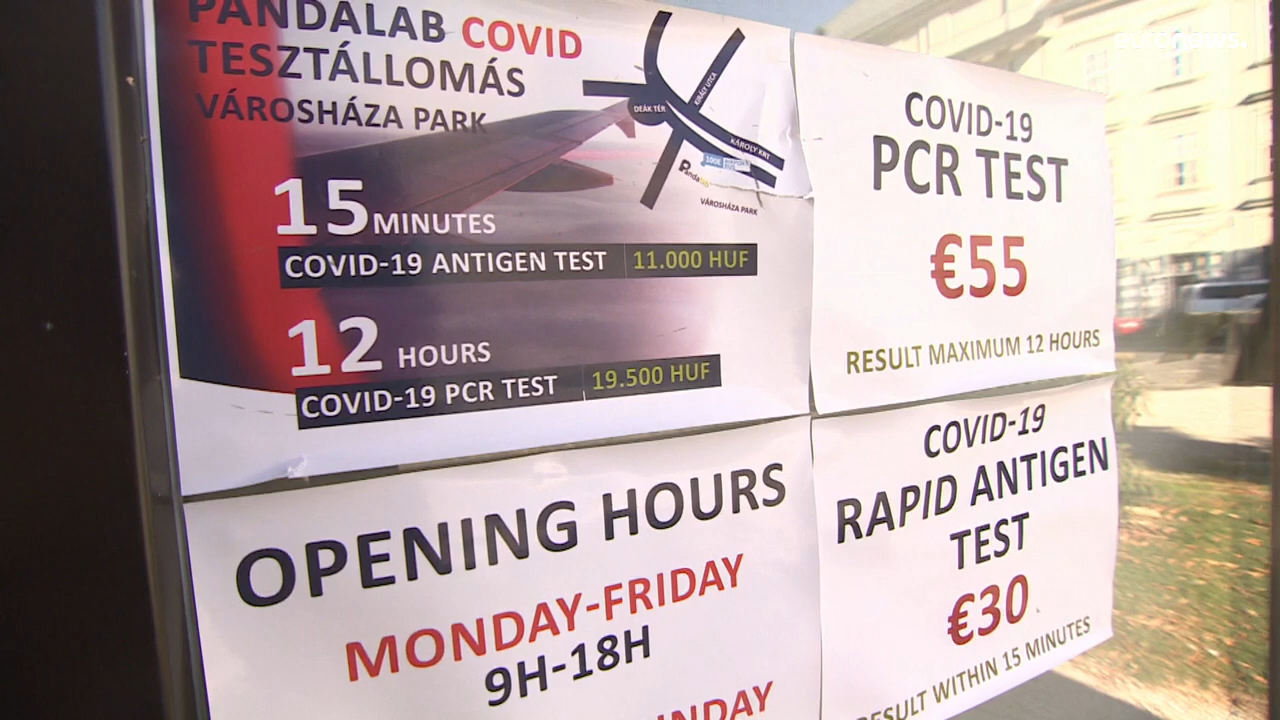 PANDALAB COVID
TESZTÁLLOMÁS
VÁROSHÁZA PARK
DEÁK TÉR
KIRÁLY UTCA
KÁROLY KRT
100E
Pandalab
VÁROSHÁZA PARK
15 MINUTES
COVID-19 ANTIGEN TEST 11.000 HUF
12 HOURS
COVID-19 PCR TEST 19.500 HUF
COVID-19
PCR TEST
€55
RESULT MAXIMUM 12 HOURS
OPENING HOURS
MONDAY-FRIDAY
9H-18H
COVID-19
RAPID ANTIGEN
TEST
€30
RESULT WITHIN 15 MINUTES
euronews.